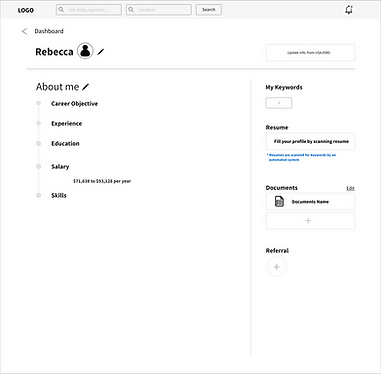 LOGO
Job titles, agencies...
Location
Search
Dashboard
Rebecca
Update info from USAJOBS
About me
Career Objective
Experience
Education
Salary
$71,638 to $93,128 per year
Skills
My Keywords
+
Resume
Fill your profile by scanning resume
* Resumes are scanned for keywords by an
automated system
Documents
Edit
Documents Name
+
Referral
+